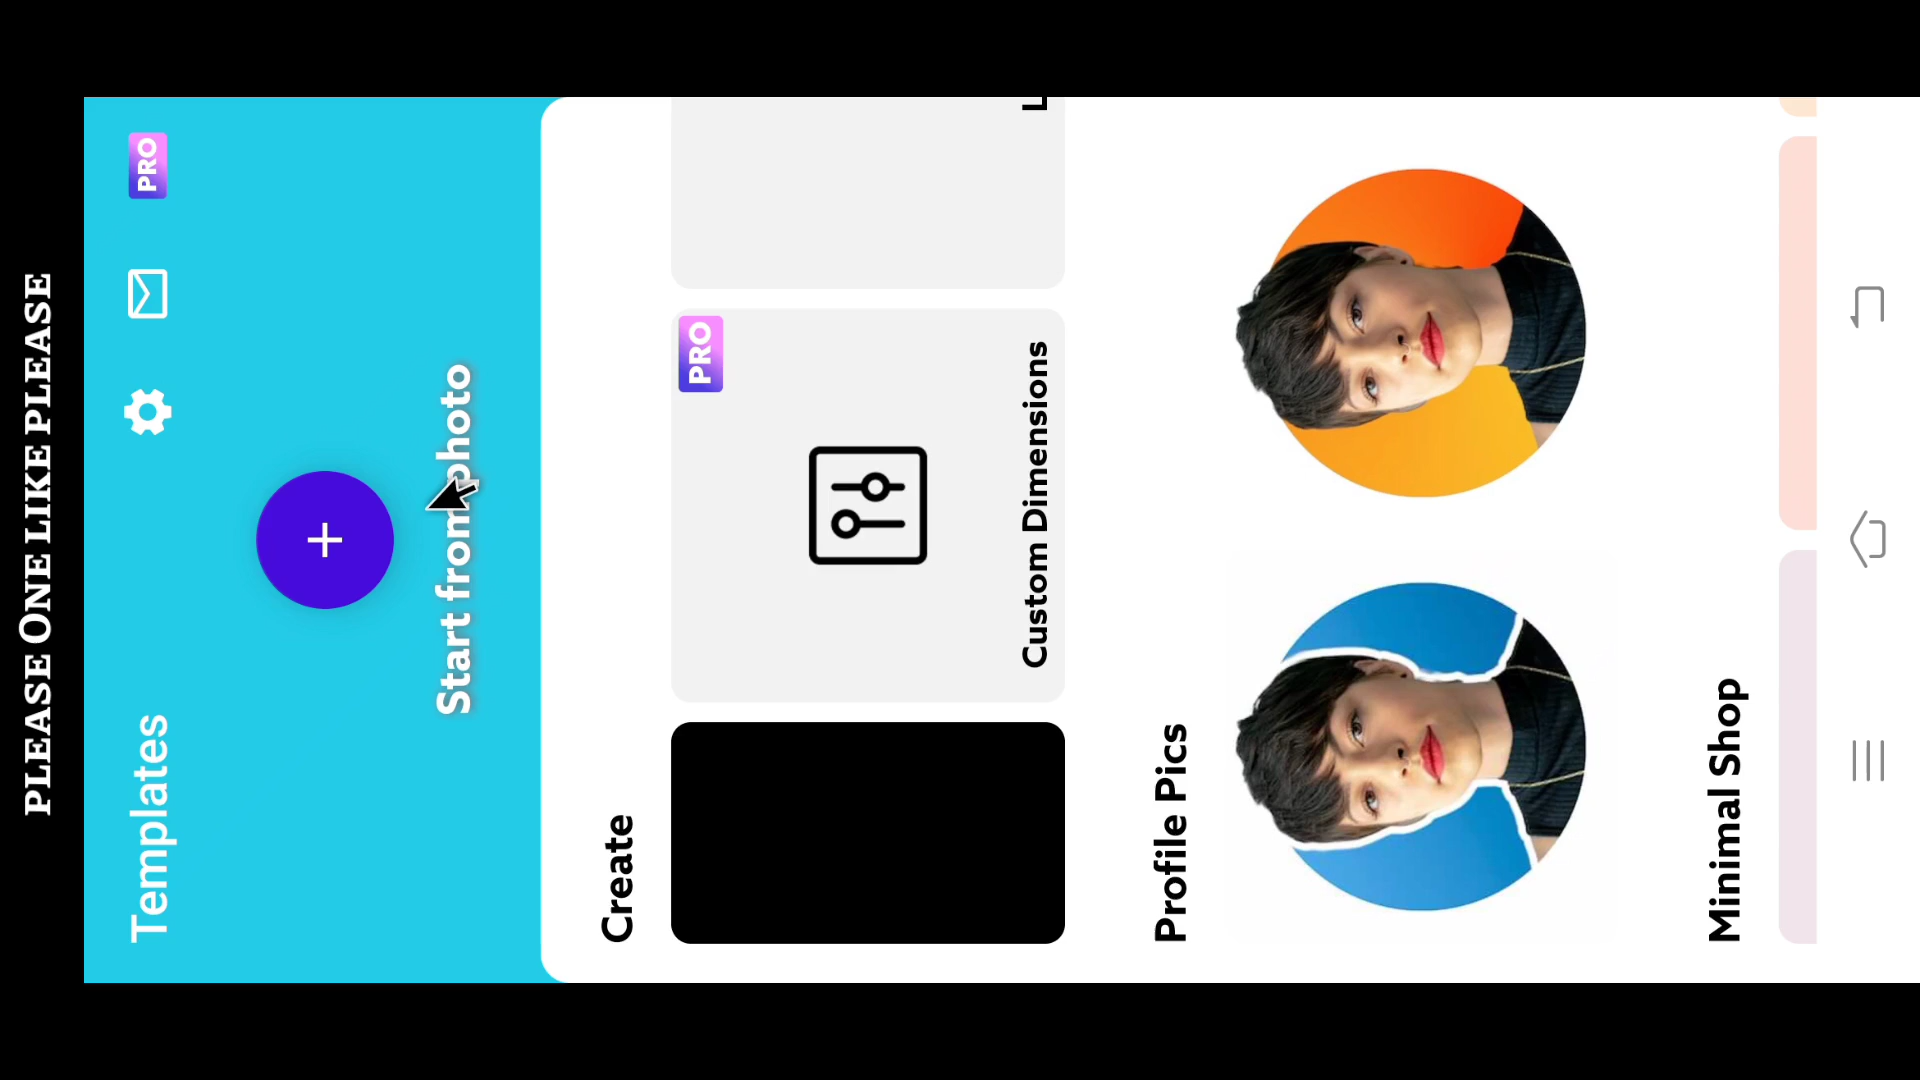 PLEASE ONE LIKE PLEASE
Templates
PRO
Start from photo
Create
PRO
Custom Dimensions
Profile Pics
Minimal Shop